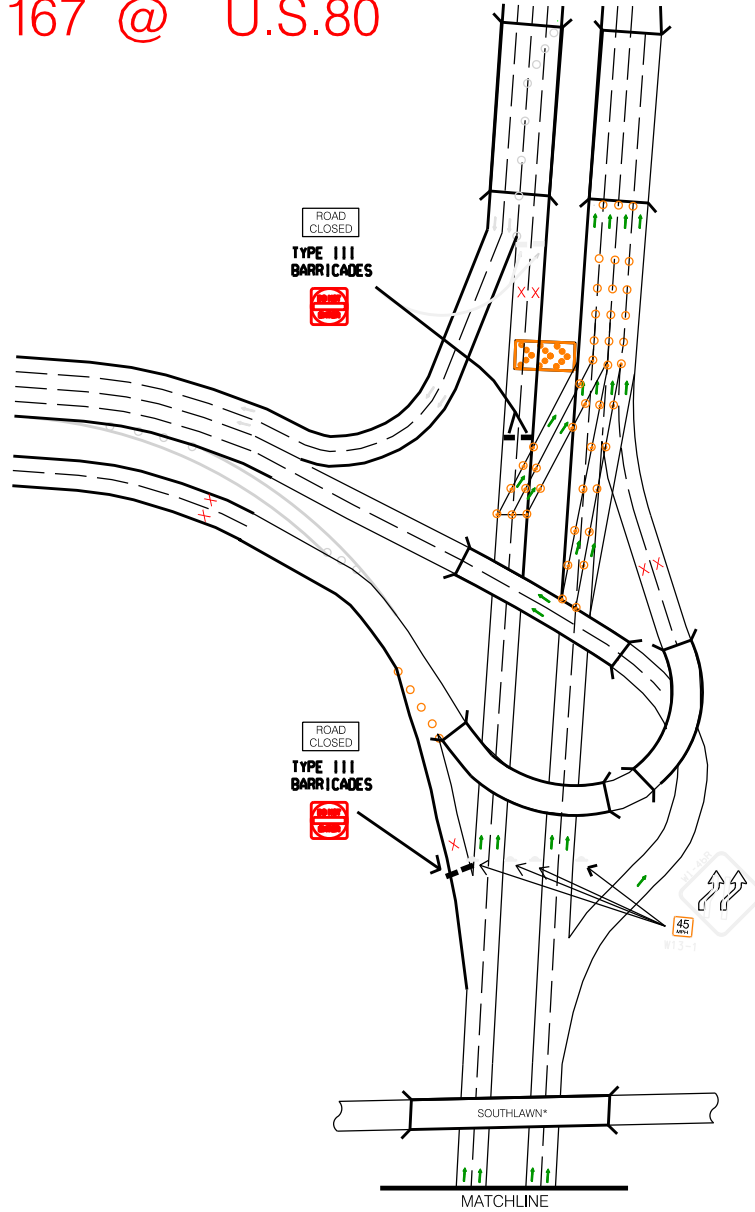 167 @ U.S.80
ROAD
CLOSED
TYPE III
BARRICADES
X X
X
X
X X
ROAD
CLOSED
TYPE III
BARRICADES
X
45
MPH
W13-1
SOUTHLAWN*
MATCHLINE